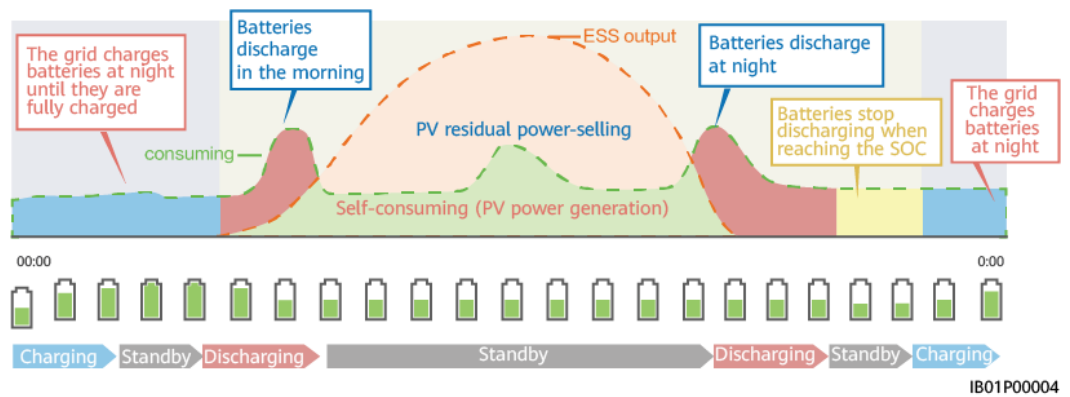 The grid charges
batteries at night
until they are
fully charged
Batteries
discharge
in the morning
ESS output
Batteries discharge
at night
The grid
charges
batteries
at night
Batteries stop
discharging when
reaching the SOC
PV residual power-selling
consuming
Self-consuming (PV power generation)
00:00
0:00
Charging
Standby
Discharging
Standby
Discharging
Standby
Charging
IB01P00004